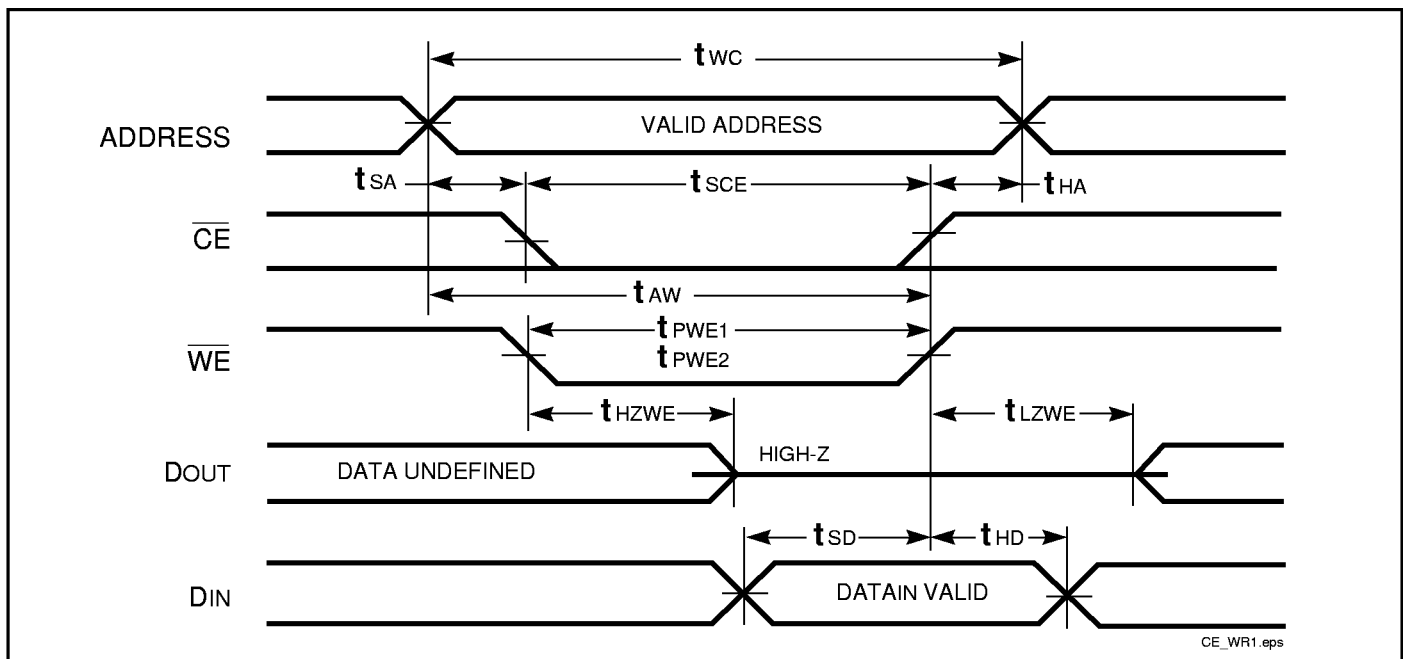 tWC
ADDRESS VALID ADDRESS
tSA tSCE tHA
CE
tAW
tPWE1
WE tPWE2
tHZWE tLZWE
DOUT DATA UNDEFINED HIGH-Z
tSD tHD
DIN DATAIN VALID
CE_WR1.eps